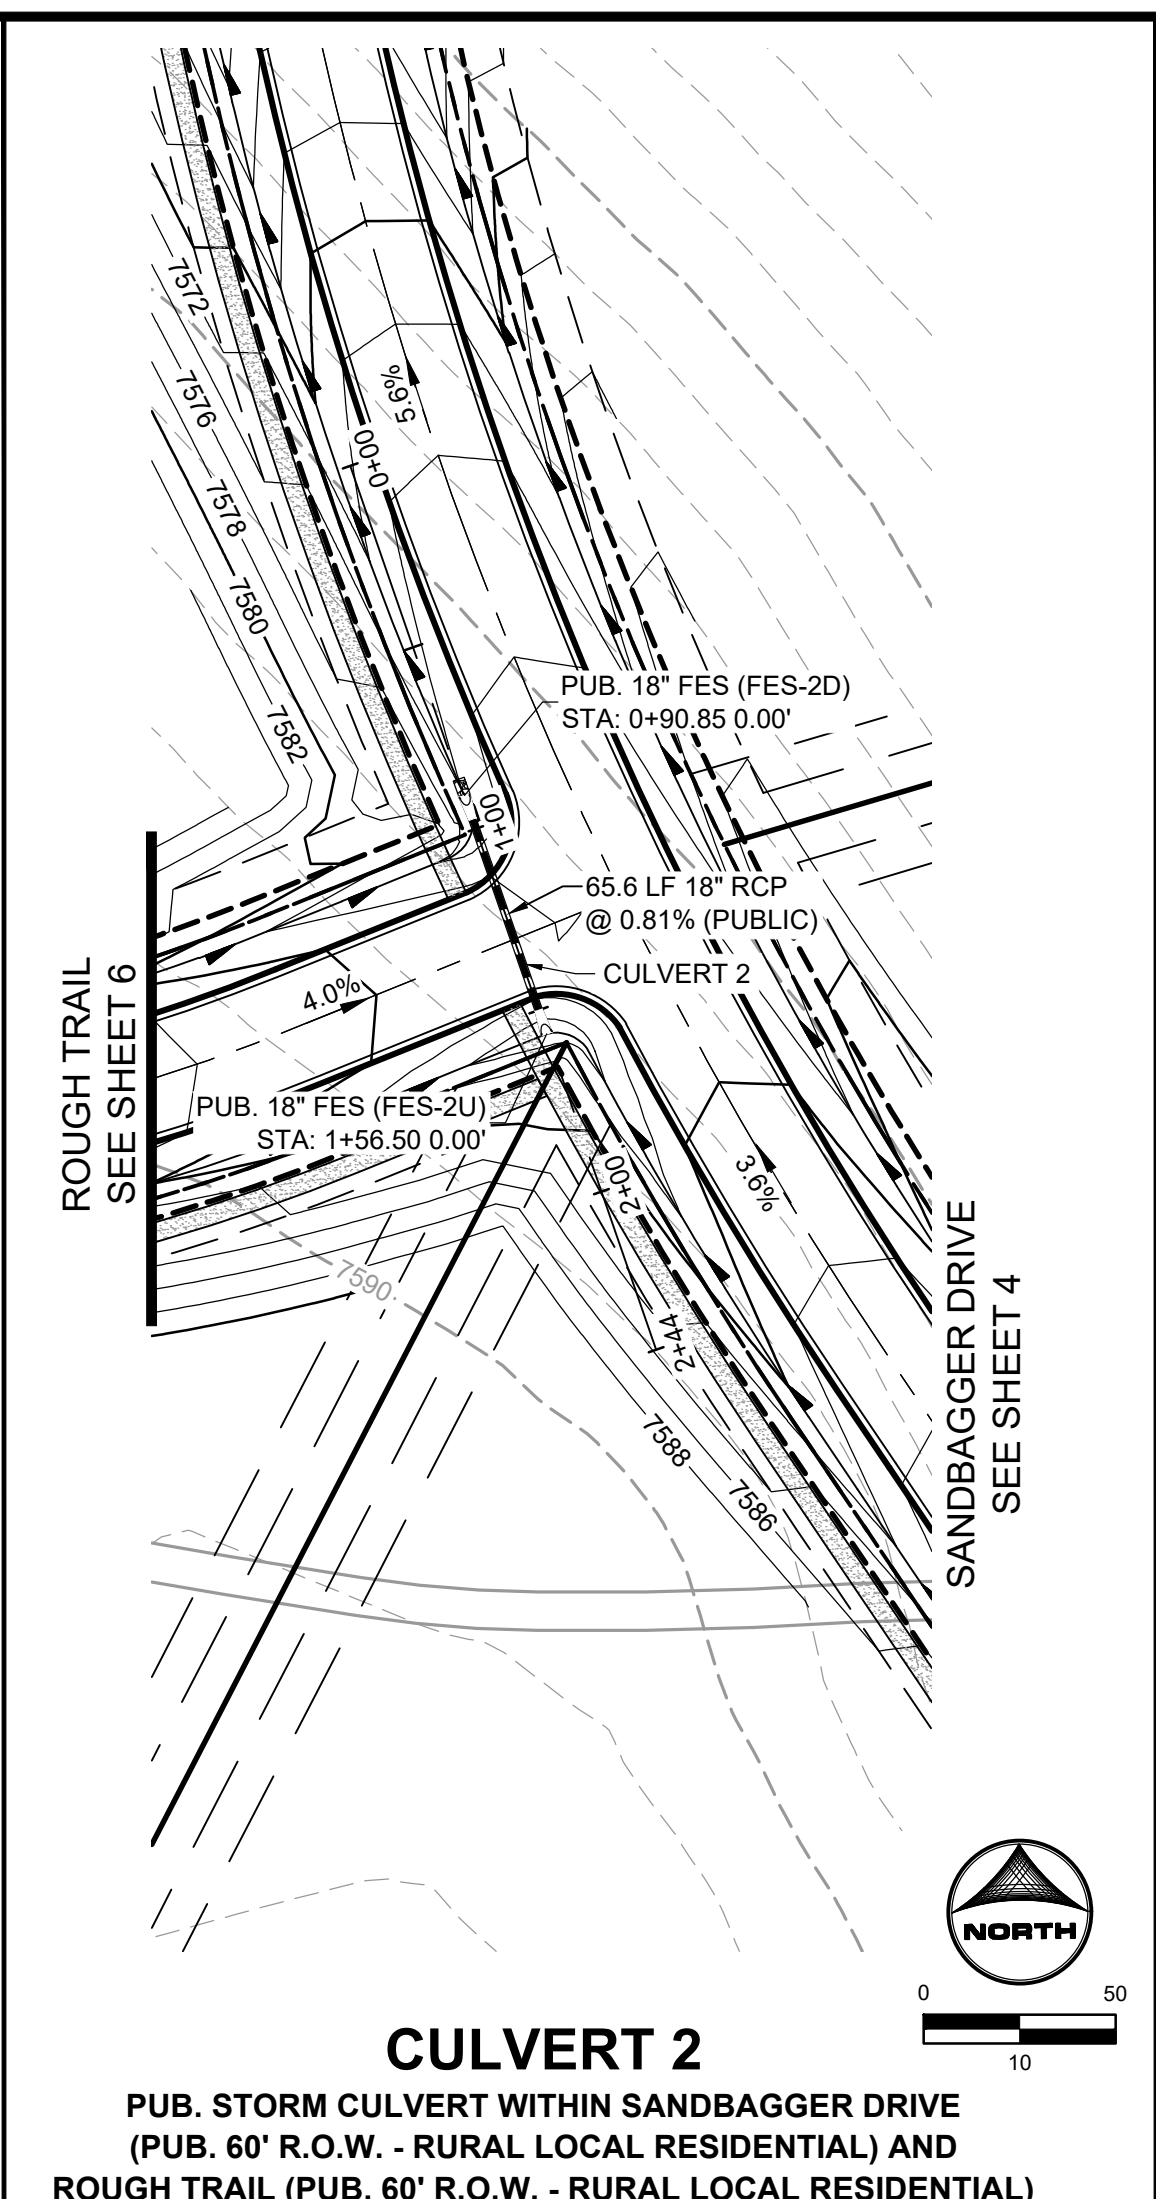 7572
7576
7578
7580
7582
5.6%
0+00
PUB. 18" FES (FES-2D)
STA: 0+90.85 0.00'
1+00
65.6 LF 18" RCP
@ 0.81% (PUBLIC)
CULVERT 2
4.0%
ROUGH TRAIL
SEE SHEET 6
PUB. 18" FES (FES-2U)
STA: 1+56.50 0.00'
2+00
3.6%
7590
2+44
7588
7586
SANDBAGGER DRIVE
SEE SHEET 4
NORTH
0 50
10
CULVERT 2
PUB. STORM CULVERT WITHIN SANDBAGGER DRIVE
(PUB. 60' R.O.W. - RURAL LOCAL RESIDENTIAL) AND
ROUGH TRAIL (PUB. 60' R.O.W. - RURAL LOCAL RESIDENTIAL)